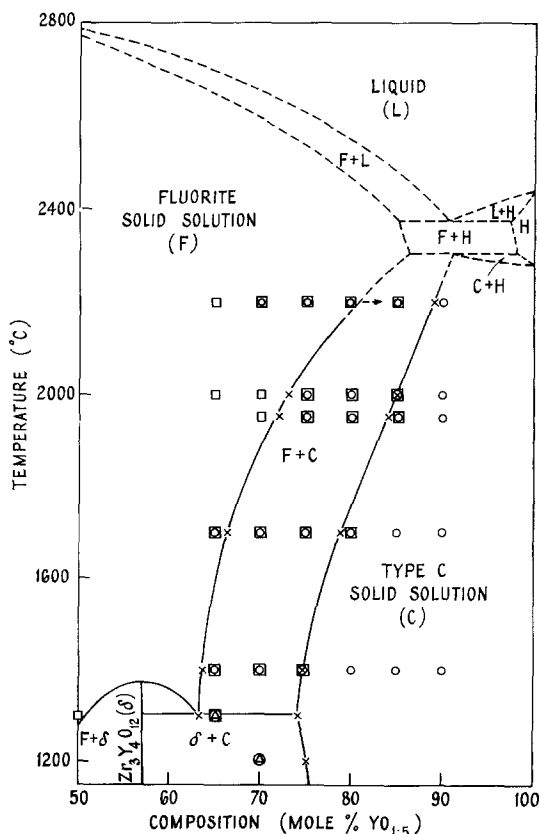 2800
LIQUID
(L)
F+L
FLUORITE
SOLID SOLUTION
(F)
2400
L+H
H
F+H
C+H
2000
TEMPERATURE (°C)
F+C
1600
TYPE C
SOLID SOLUTION
(C)
F+δ
Zr3Y4O12(δ)
δ+C
1200
50 60 70 80 90 100
COMPOSITION (MOLE % YO1·5)